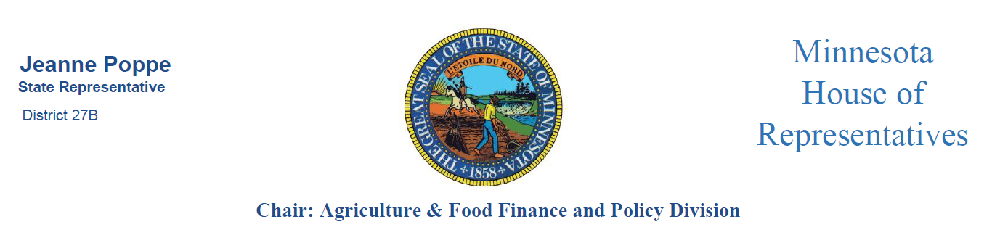 Jeanne Poppe
State Representative
District 27B
THE GREAT SEAL OF THE STATE OF MINNESOTA
L'ETOILE DU NORD
1858
Minnesota
House of
Representatives
Chair: Agriculture & Food Finance and Policy Division